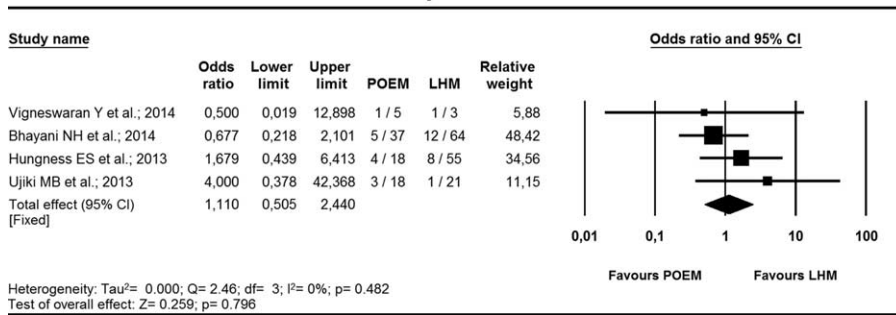 Study name Odds ratio and 95% CI
Odds ratio Lower limit Upper limit POEM LHM Relative weight
Vigneswaran Y et al.; 2014 0,500 0,019 12,898 1 / 5 1 / 3 5,88
Bhayani NH et al.; 2014 0,677 0,218 2,101 5 / 37 12 / 64 48,42
Hungness ES et al.; 2013 1,679 0,439 6,413 4 / 18 8 / 55 34,56
Ujiki MB et al.; 2013 4,000 0,378 42,368 3 / 18 1 / 21 11,15
Total effect (95% CI) 1,110 0,505 2,440
[Fixed]
0,01 0,1 1 10 100
Favours POEM Favours LHM
Heterogeneity: Tau²= 0.000; Q= 2.46; df= 3; I²= 0%; p= 0.482
Test of overall effect: Z= 0.259; p= 0.796